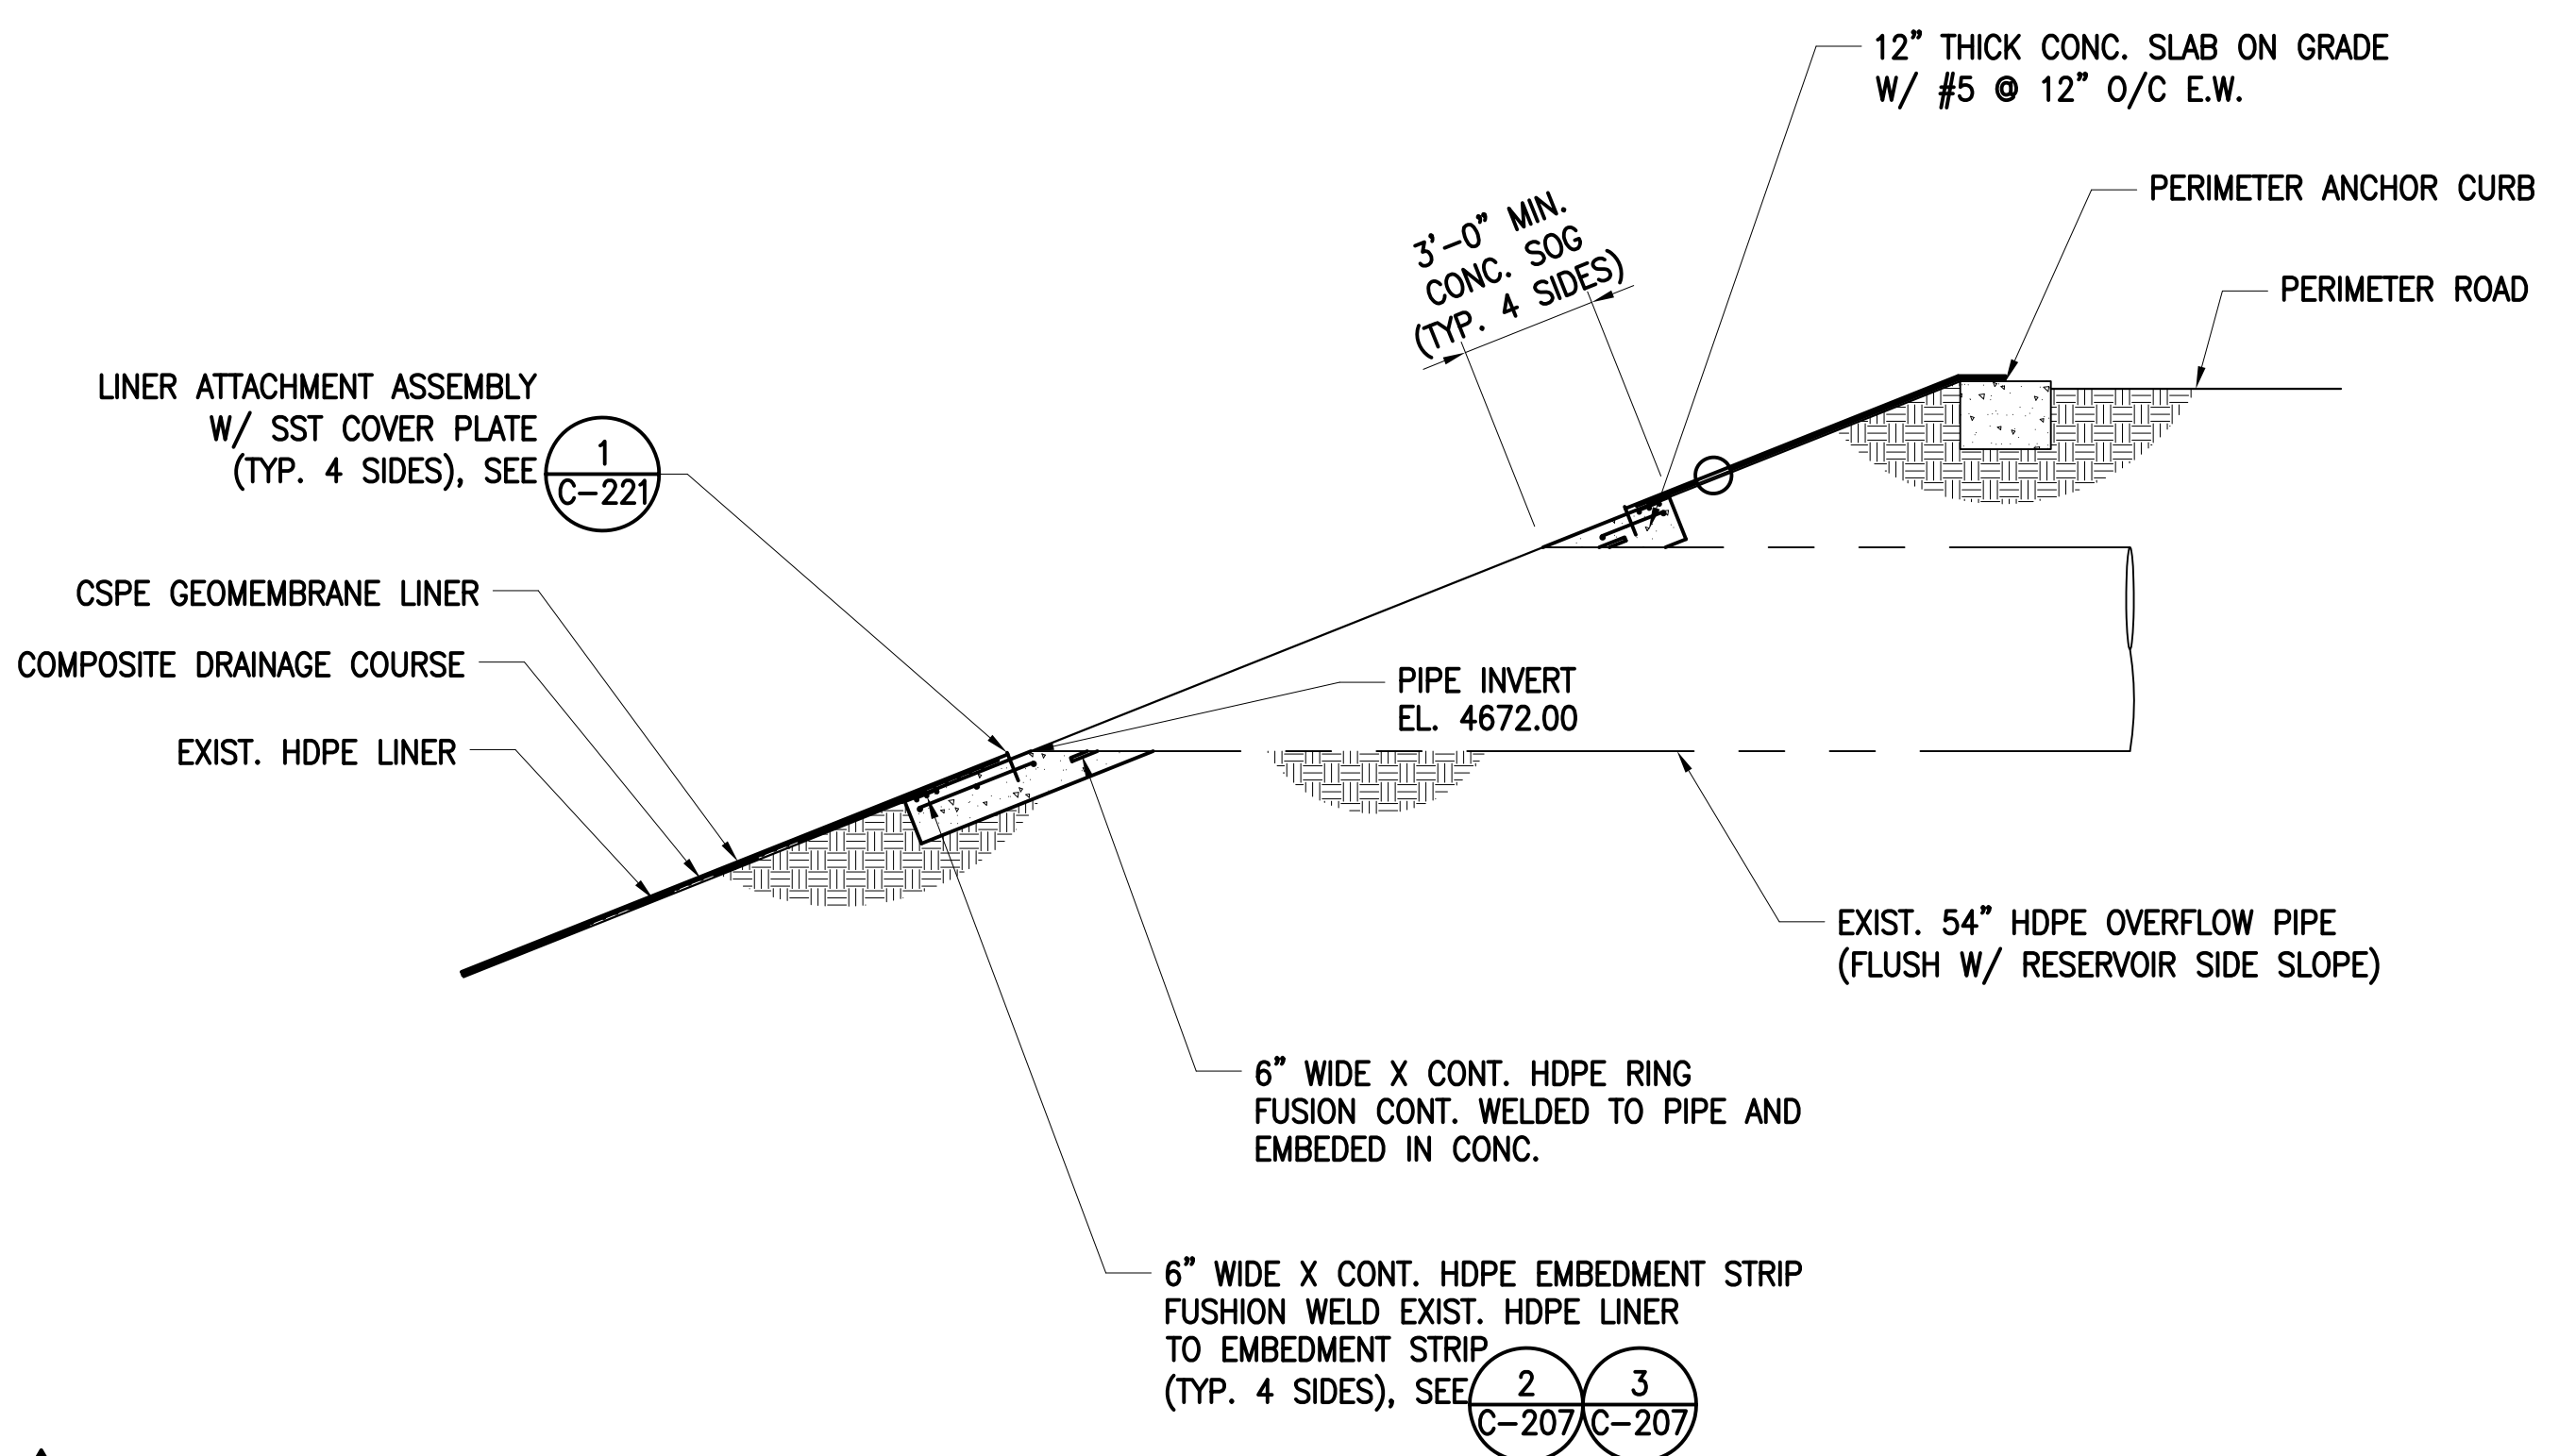 12" THICK CONC. SLAB ON GRADE
W/ #5 @ 12" O/C E.W.
PERIMETER ANCHOR CURB
3'-0" MIN.
CONC. SOG
(TYP. 4 SIDES)
PERIMETER ROAD
LINER ATTACHMENT ASSEMBLY
W/ SST COVER PLATE
(TYP. 4 SIDES), SEE
1
C-221
CSPE GEOMEMBRANE LINER
COMPOSITE DRAINAGE COURSE
EXIST. HDPE LINER
PIPE INVERT
EL. 4672.00
EXIST. 54" HDPE OVERFLOW PIPE
(FLUSH W/ RESERVOIR SIDE SLOPE)
6" WIDE X CONT. HDPE RING
FUSION CONT. WELDED TO PIPE AND
EMBEDED IN CONC.
6" WIDE X CONT. HDPE EMBEDMENT STRIP
FUSHION WELD EXIST. HDPE LINER
TO EMBEDMENT STRIP
(TYP. 4 SIDES), SEE
2
C-207
3
C-207